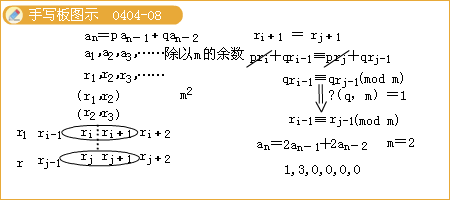 手写板图示 0404-08
aₙ=p aₙ₋₁+qaₙ₋₂
a₁,a₂,a₃,……除以m的余数
r₁,r₂,r₃,……
(r₁,r₂) m²
(r₂,r₃)
r₁ rᵢ₋₁ rᵢ rᵢ₊₁ rᵢ₊₂
r rⱼ₋₁ rⱼ rⱼ₊₁ rⱼ₊₂
rᵢ₊₁ = rⱼ₊₁
prᵢ+qrᵢ₋₁≡prⱼ+qrⱼ₋₁
qrᵢ₋₁≡qrⱼ₋₁(mod m)
?(q, m)=1
rᵢ₋₁≡rⱼ₋₁(mod m)
aₙ=2aₙ₋₁+2aₙ₋₂ m=2
1,3,0,0,0,0